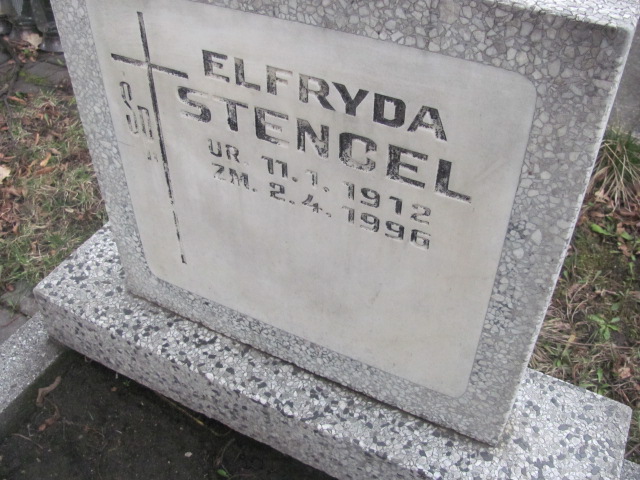 ELFRYDA
STENCEL
UR. 11.1.1912
ZM. 2.4.1996